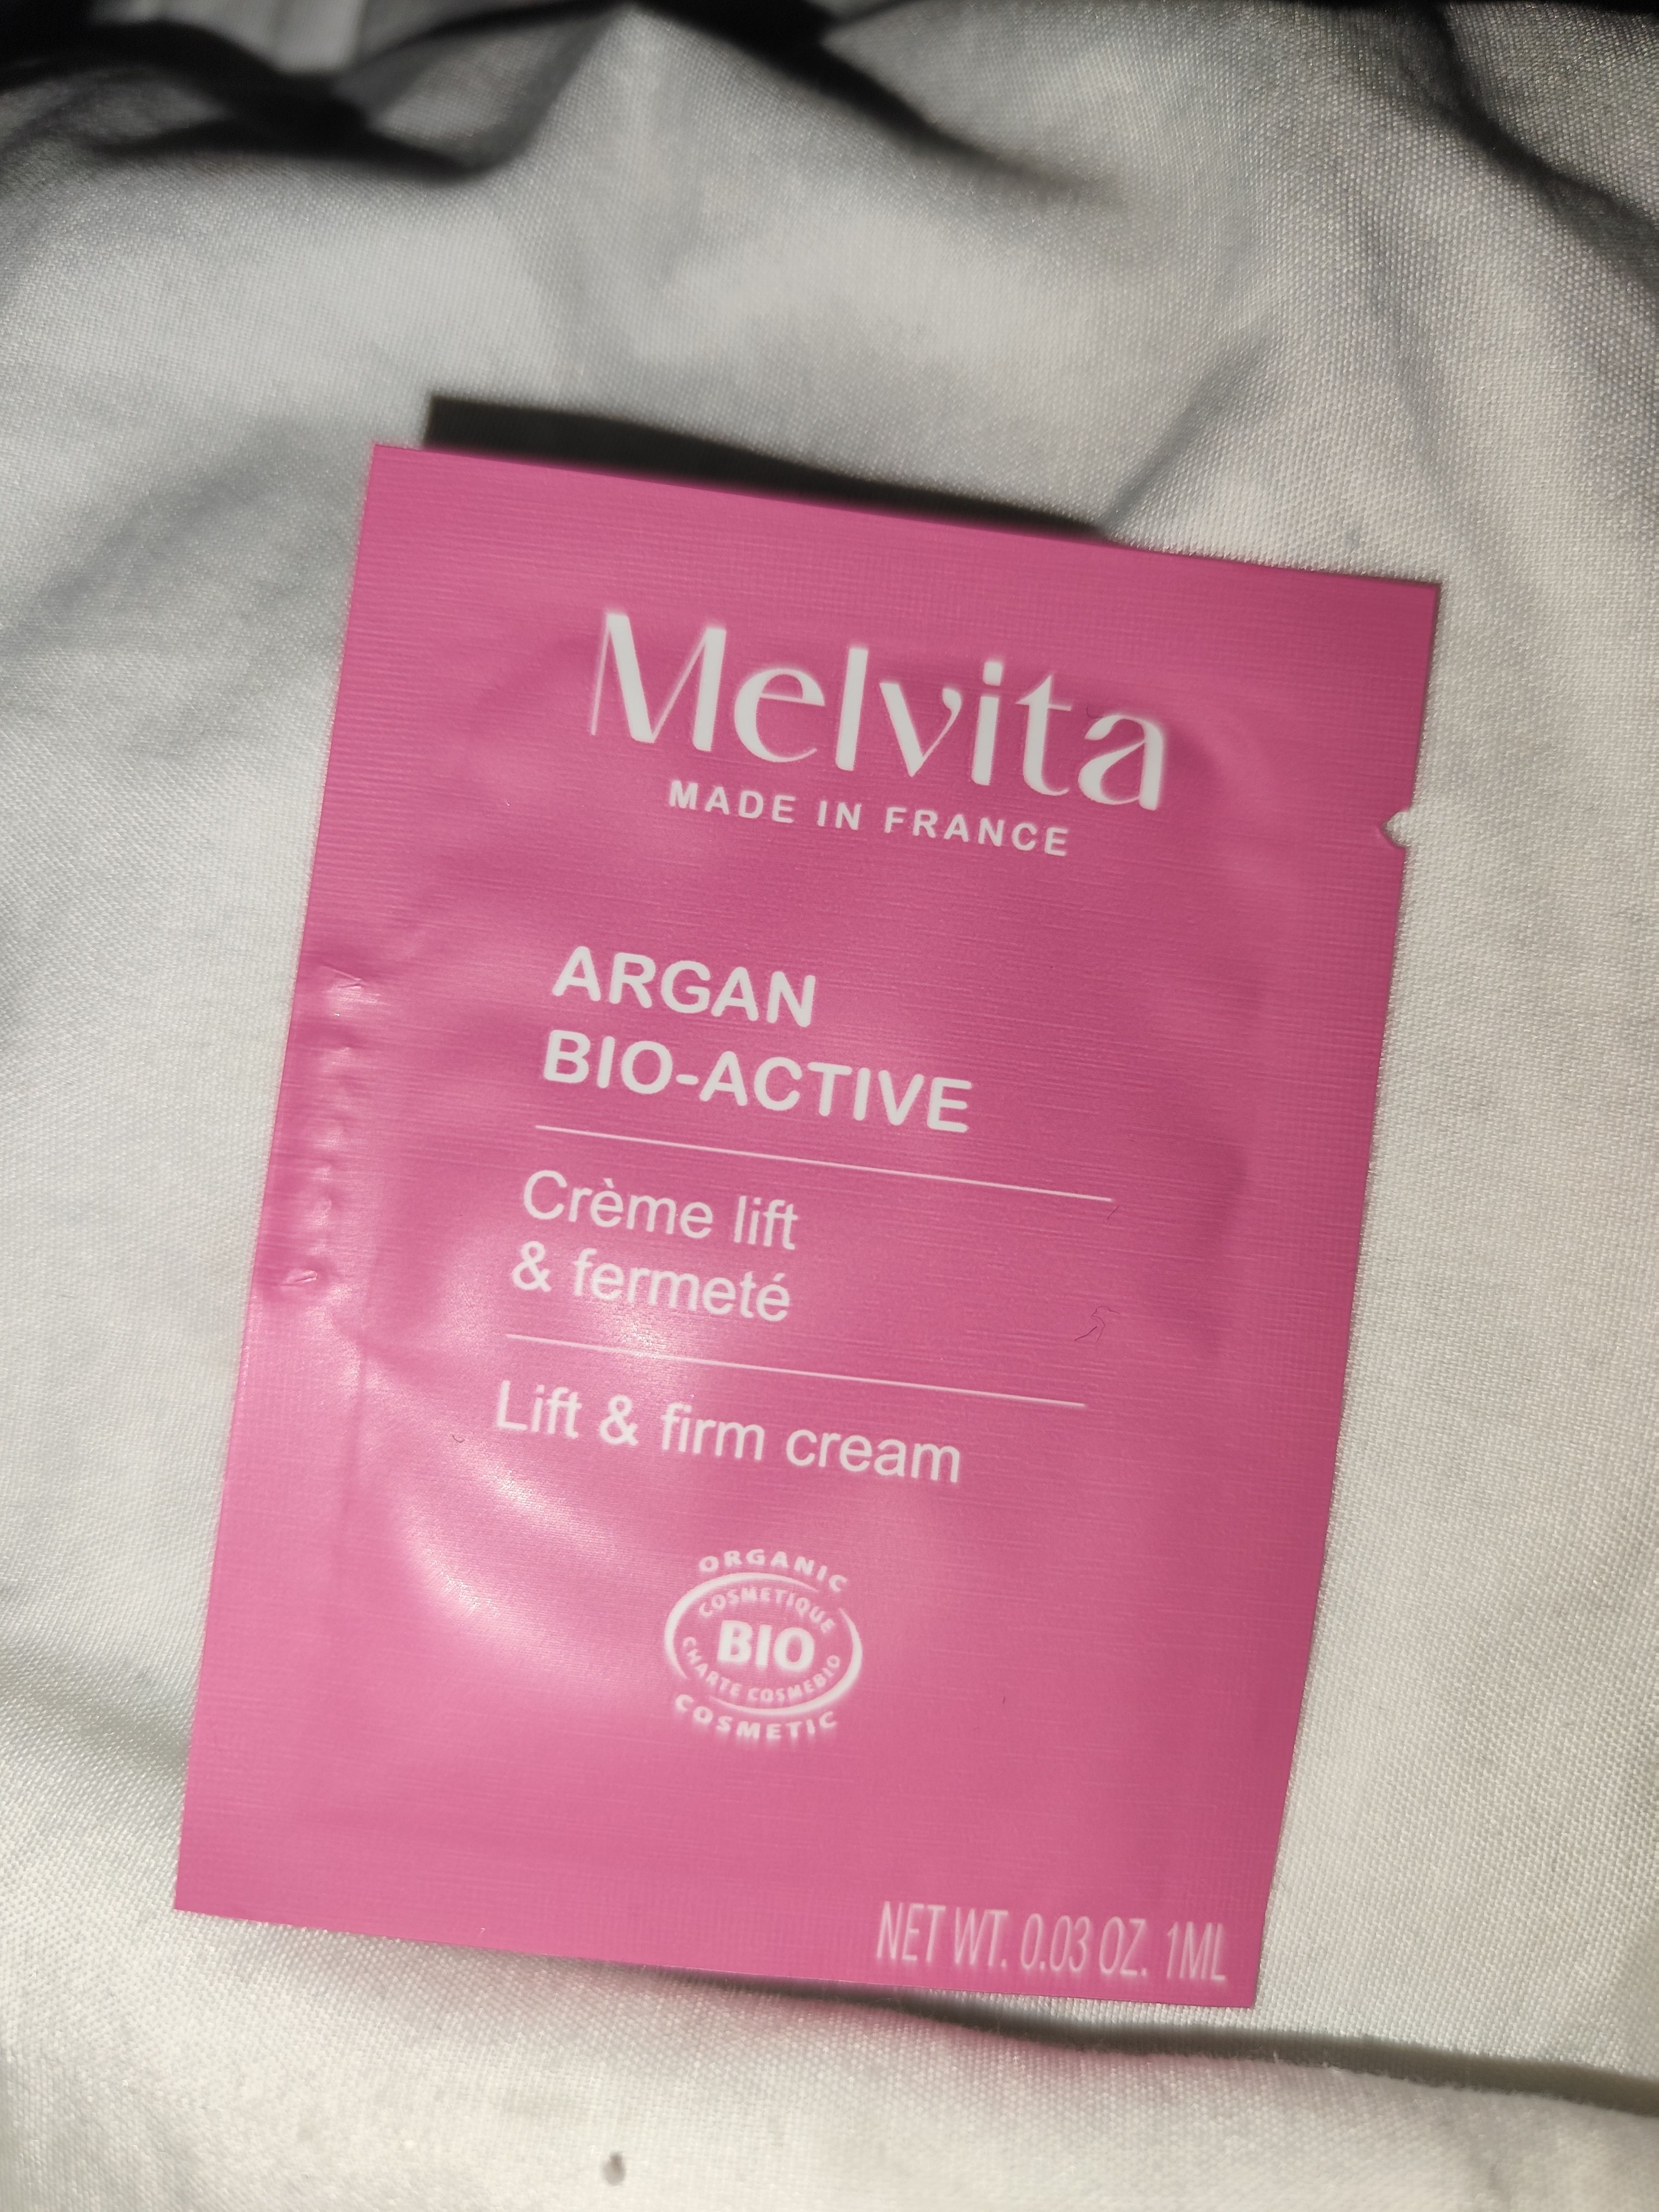 Melvita
MADE IN FRANCE
ARGAN
BIO-ACTIVE
Crème lift
& fermeté
Lift & firm cream
ORGANIC
COSMETIQUE
BIO
CHARTE COSMEBIO
COSMETIC
NET WT. 0.03 OZ. 1ML